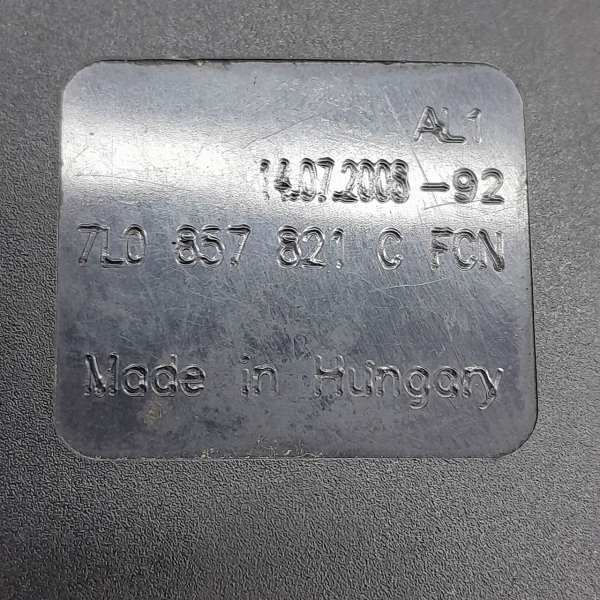 AL1
14.07.2008 -92
7L0 857 821 C FCN
Made in Hungary